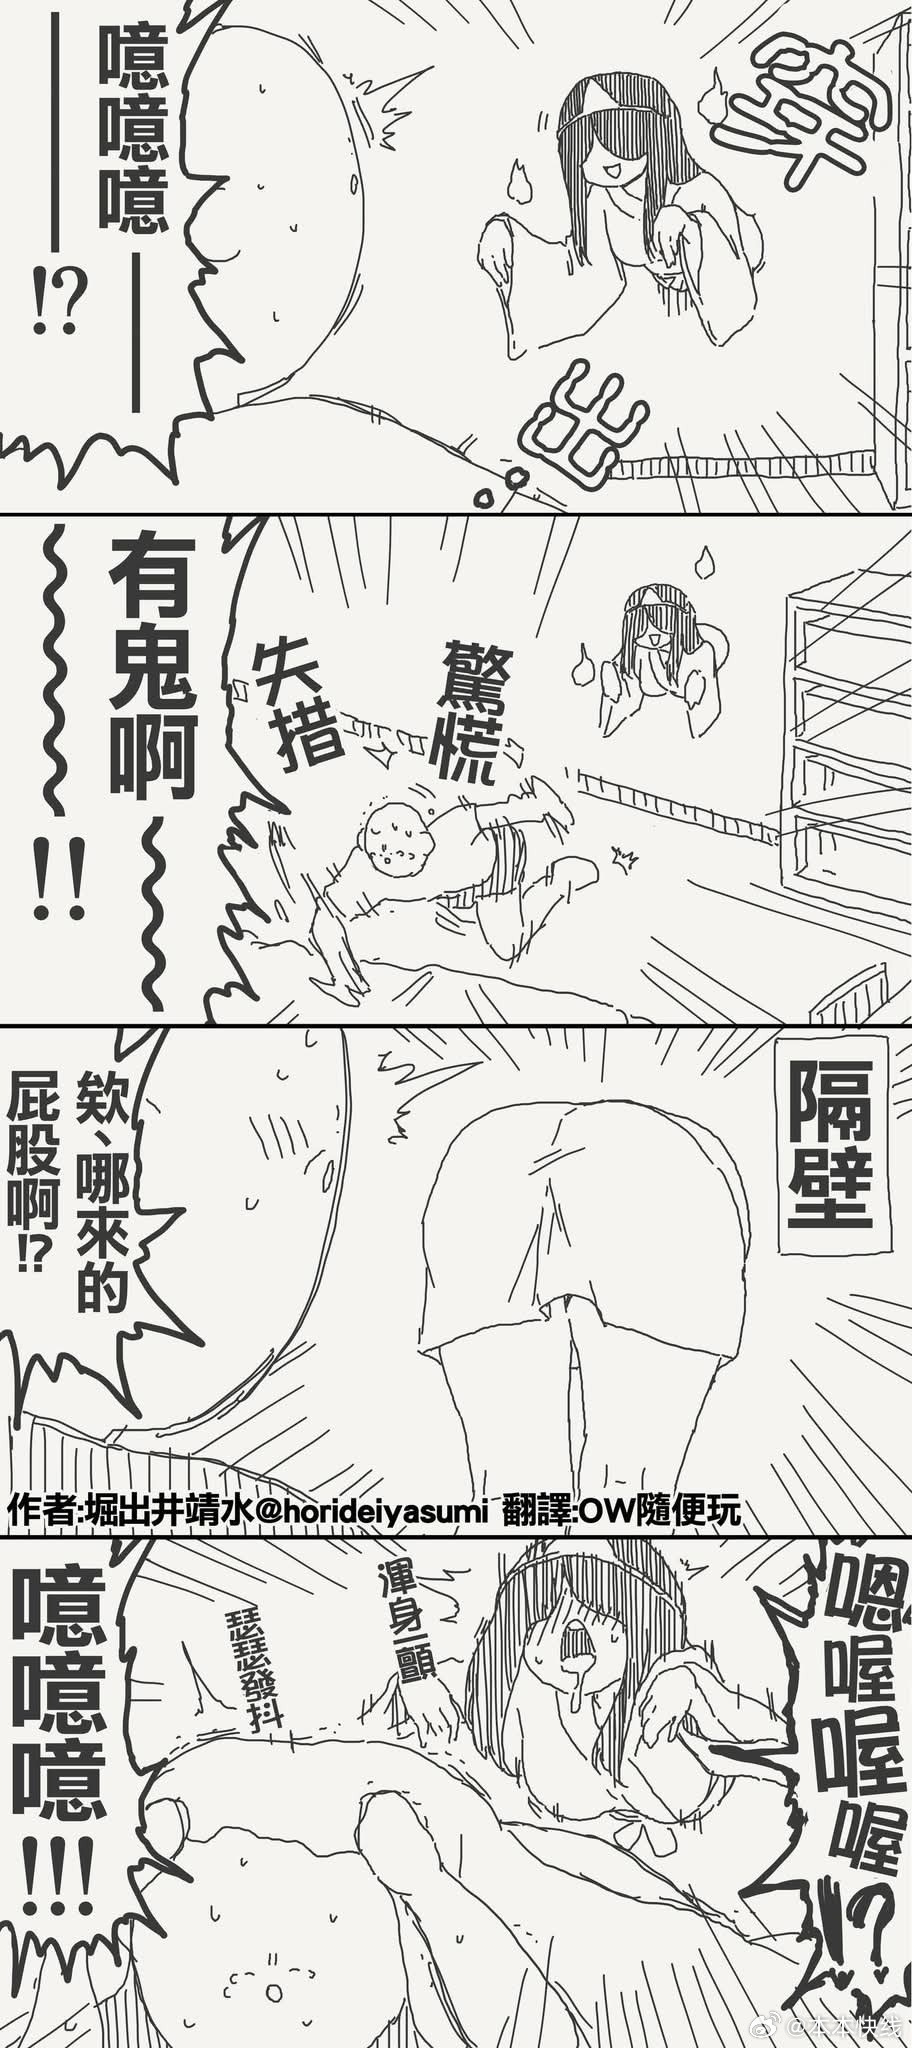 噫噫噫——
——!?
穿
出
有鬼啊~
~!!
驚慌
失措
隔壁
欸、哪來的
屁股啊!?
作者:堀出井靖水@horideiyasumi 翻譯:OW隨便玩
嗯喔喔喔!?
渾身一顫
瑟瑟發抖
噫噫噫!!!
@本本快线